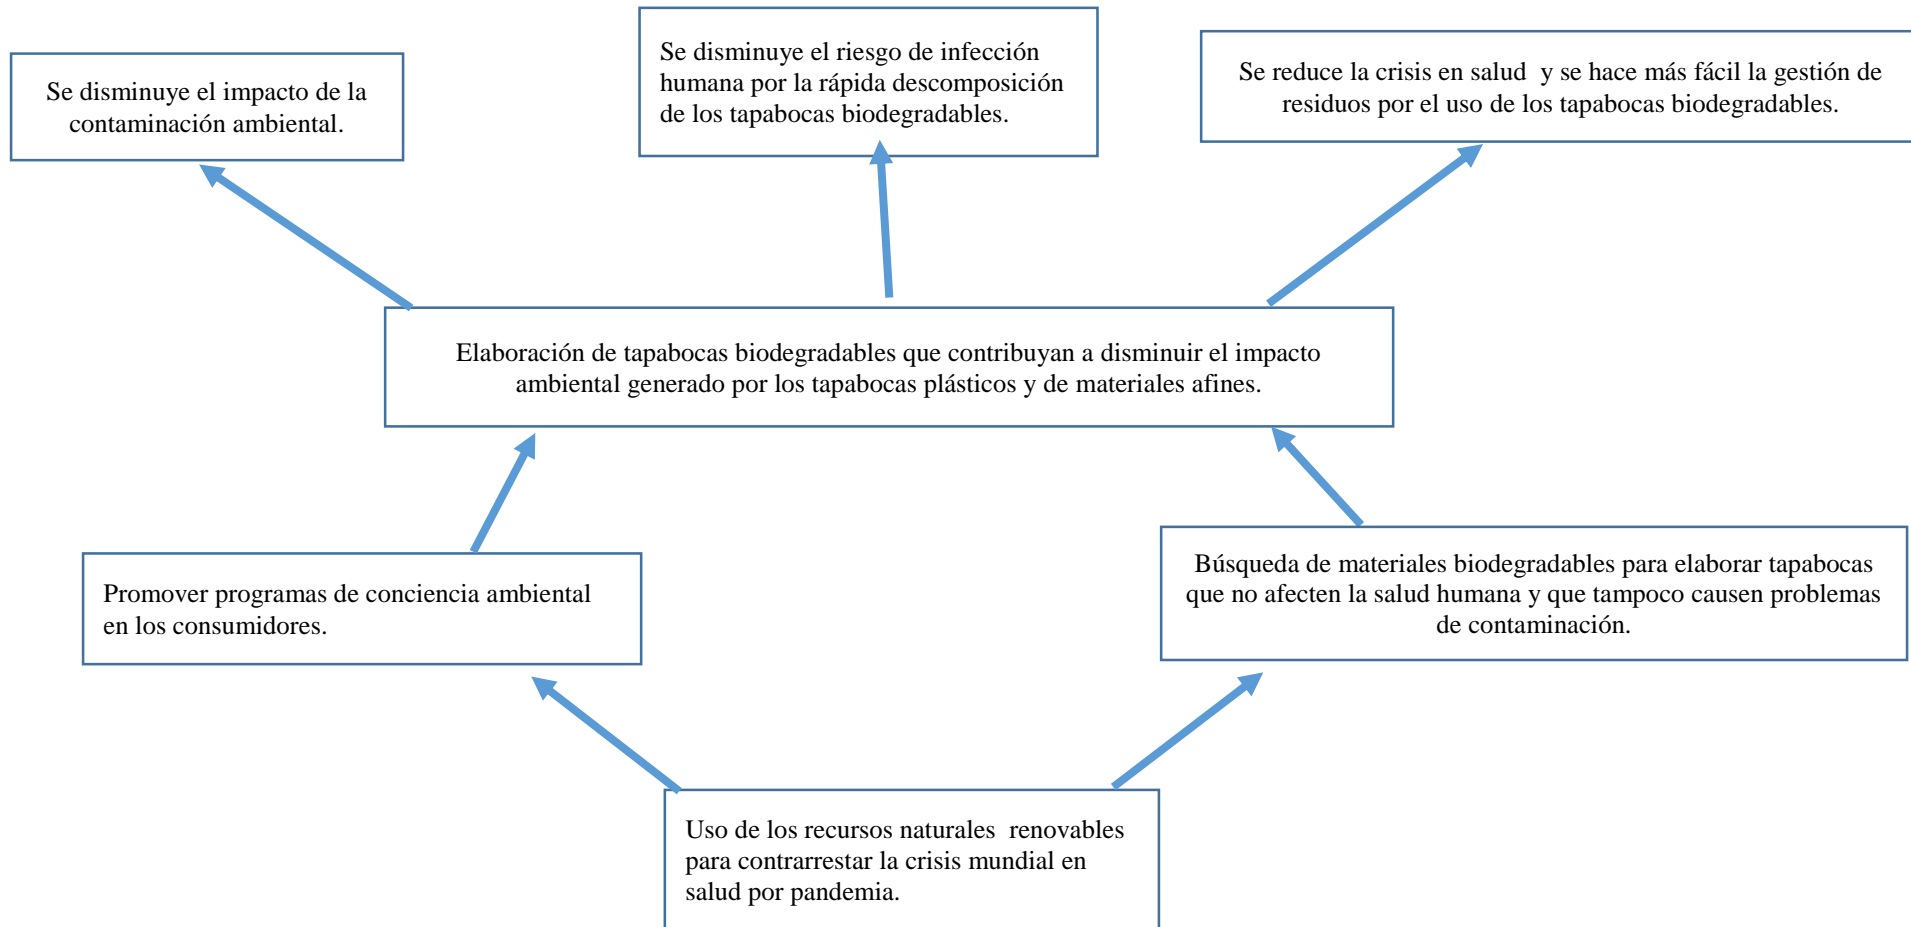 Se disminuye el impacto de la
contaminación ambiental.
Se disminuye el riesgo de infección
humana por la rápida descomposición
de los tapabocas biodegradables.
Se reduce la crisis en salud  y se hace más fácil la gestión de
residuos por el uso de los tapabocas biodegradables.
Elaboración de tapabocas biodegradables que contribuyan a disminuir el impacto
ambiental generado por los tapabocas plásticos y de materiales afines.
Promover programas de conciencia ambiental
en los consumidores.
Búsqueda de materiales biodegradables para elaborar tapabocas
que no afecten la salud humana y que tampoco causen problemas
de contaminación.
Uso de los recursos naturales  renovables
para contrarrestar la crisis mundial en
salud por pandemia.